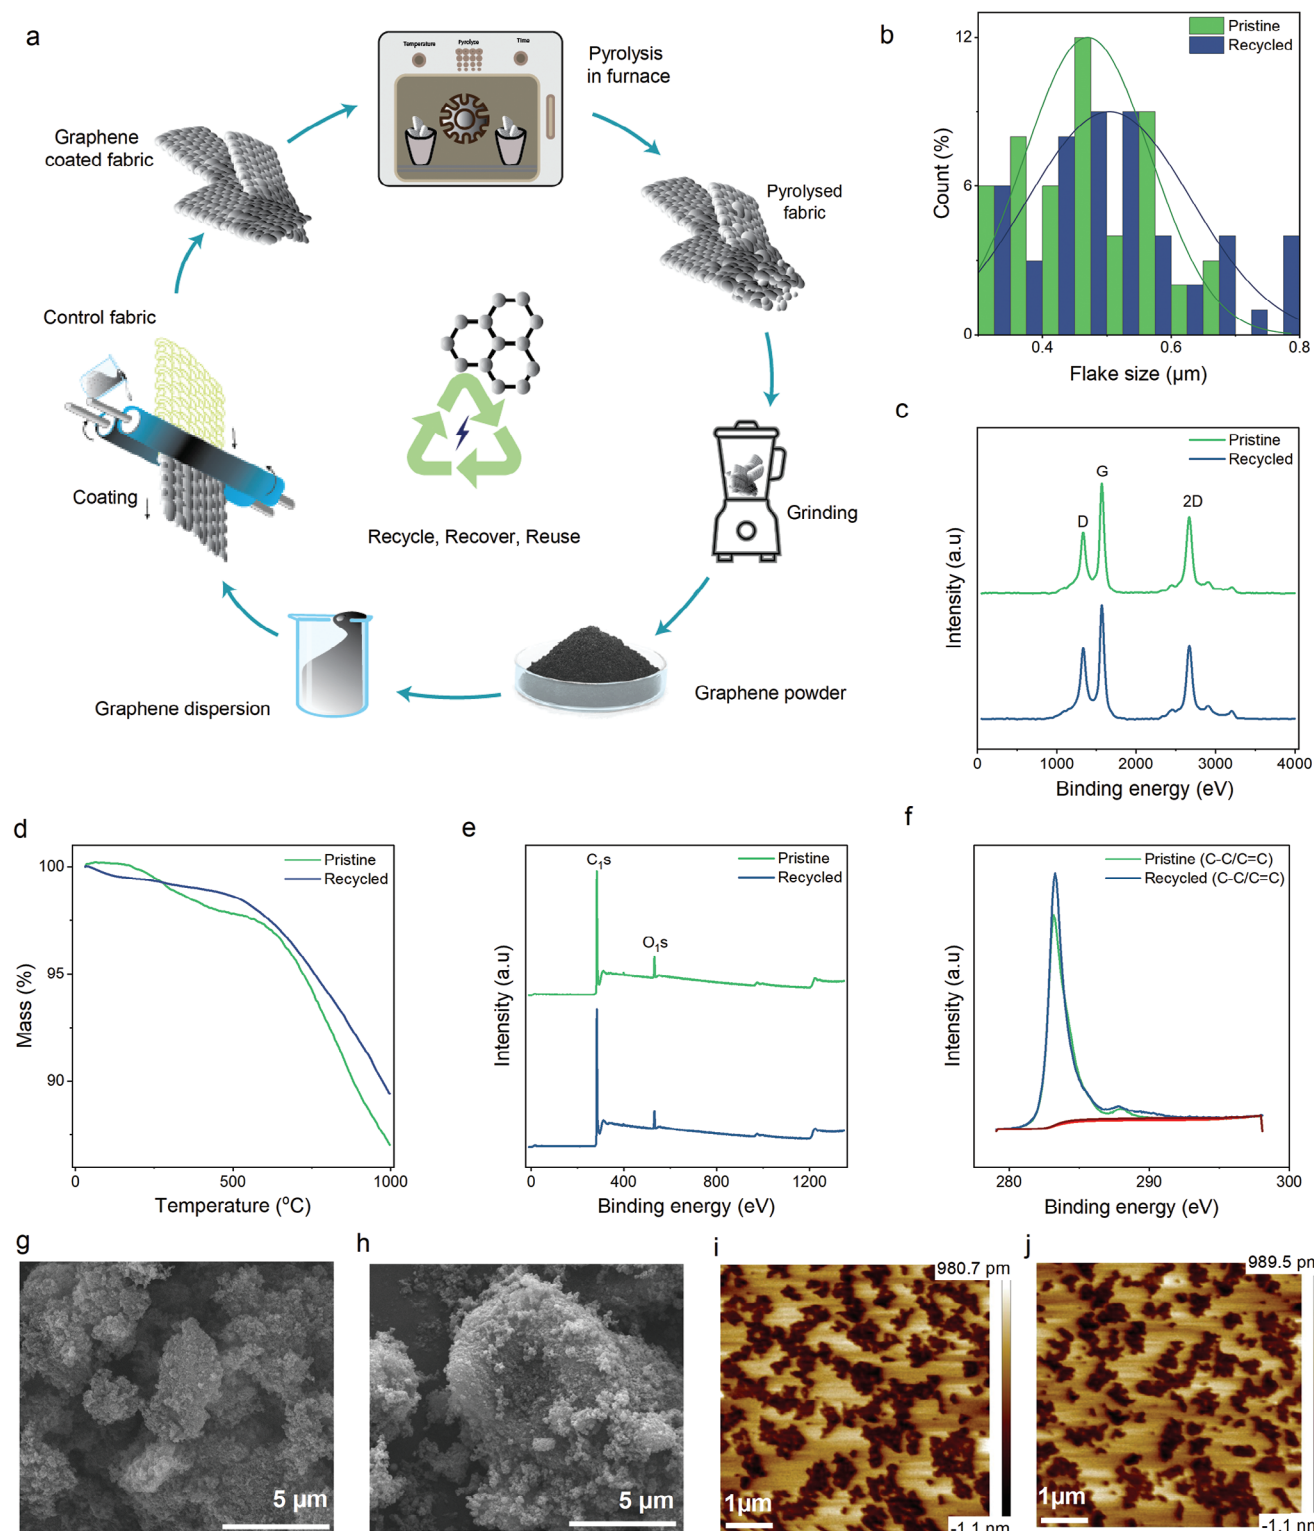 a
Temperature
Pyrolyze
Time
Pyrolysis
in furnace
Graphene
coated fabric
Pyrolysed
fabric
Control fabric
Coating
Grinding
Recycle, Recover, Reuse
Graphene powder
Graphene dispersion
b
Pristine
Recycled
12
6
0
Count (%)
0.4
0.6
0.8
Flake size (µm)
c
Pristine
Recycled
G
D
2D
Intensity (a.u)
0
1000
2000
3000
4000
Binding energy (eV)
d
Pristine
Recycled
100
95
90
Mass (%)
0
500
1000
Temperature (ºC)
e
C₁s
Pristine
Recycled
O₁s
Intensity (a.u)
0
400
800
1200
Binding energy (eV)
f
Pristine (C-C/C=C)
Recycled (C-C/C=C)
Intensity (a.u)
280
290
300
Binding energy (eV)
g
5 µm
h
5 µm
i
980.7 pm
1µm
-1.1 nm
j
989.5 pm
1µm
-1.1 nm